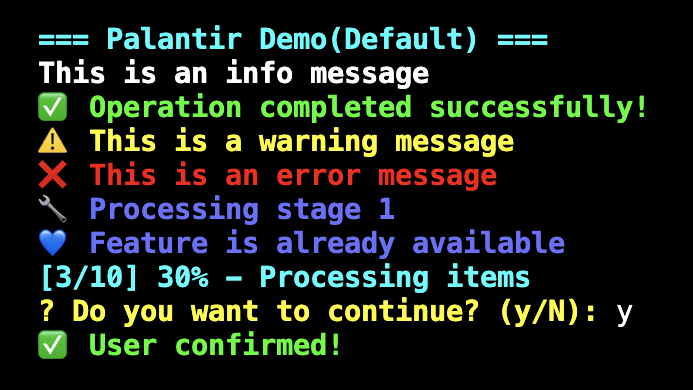 === Palantir Demo(Default) ===
This is an info message
✅ Operation completed successfully!
⚠️ This is a warning message
❌ This is an error message
🔧 Processing stage 1
💙 Feature is already available
[3/10] 30% – Processing items
? Do you want to continue? (y/N): y
✅ User confirmed!